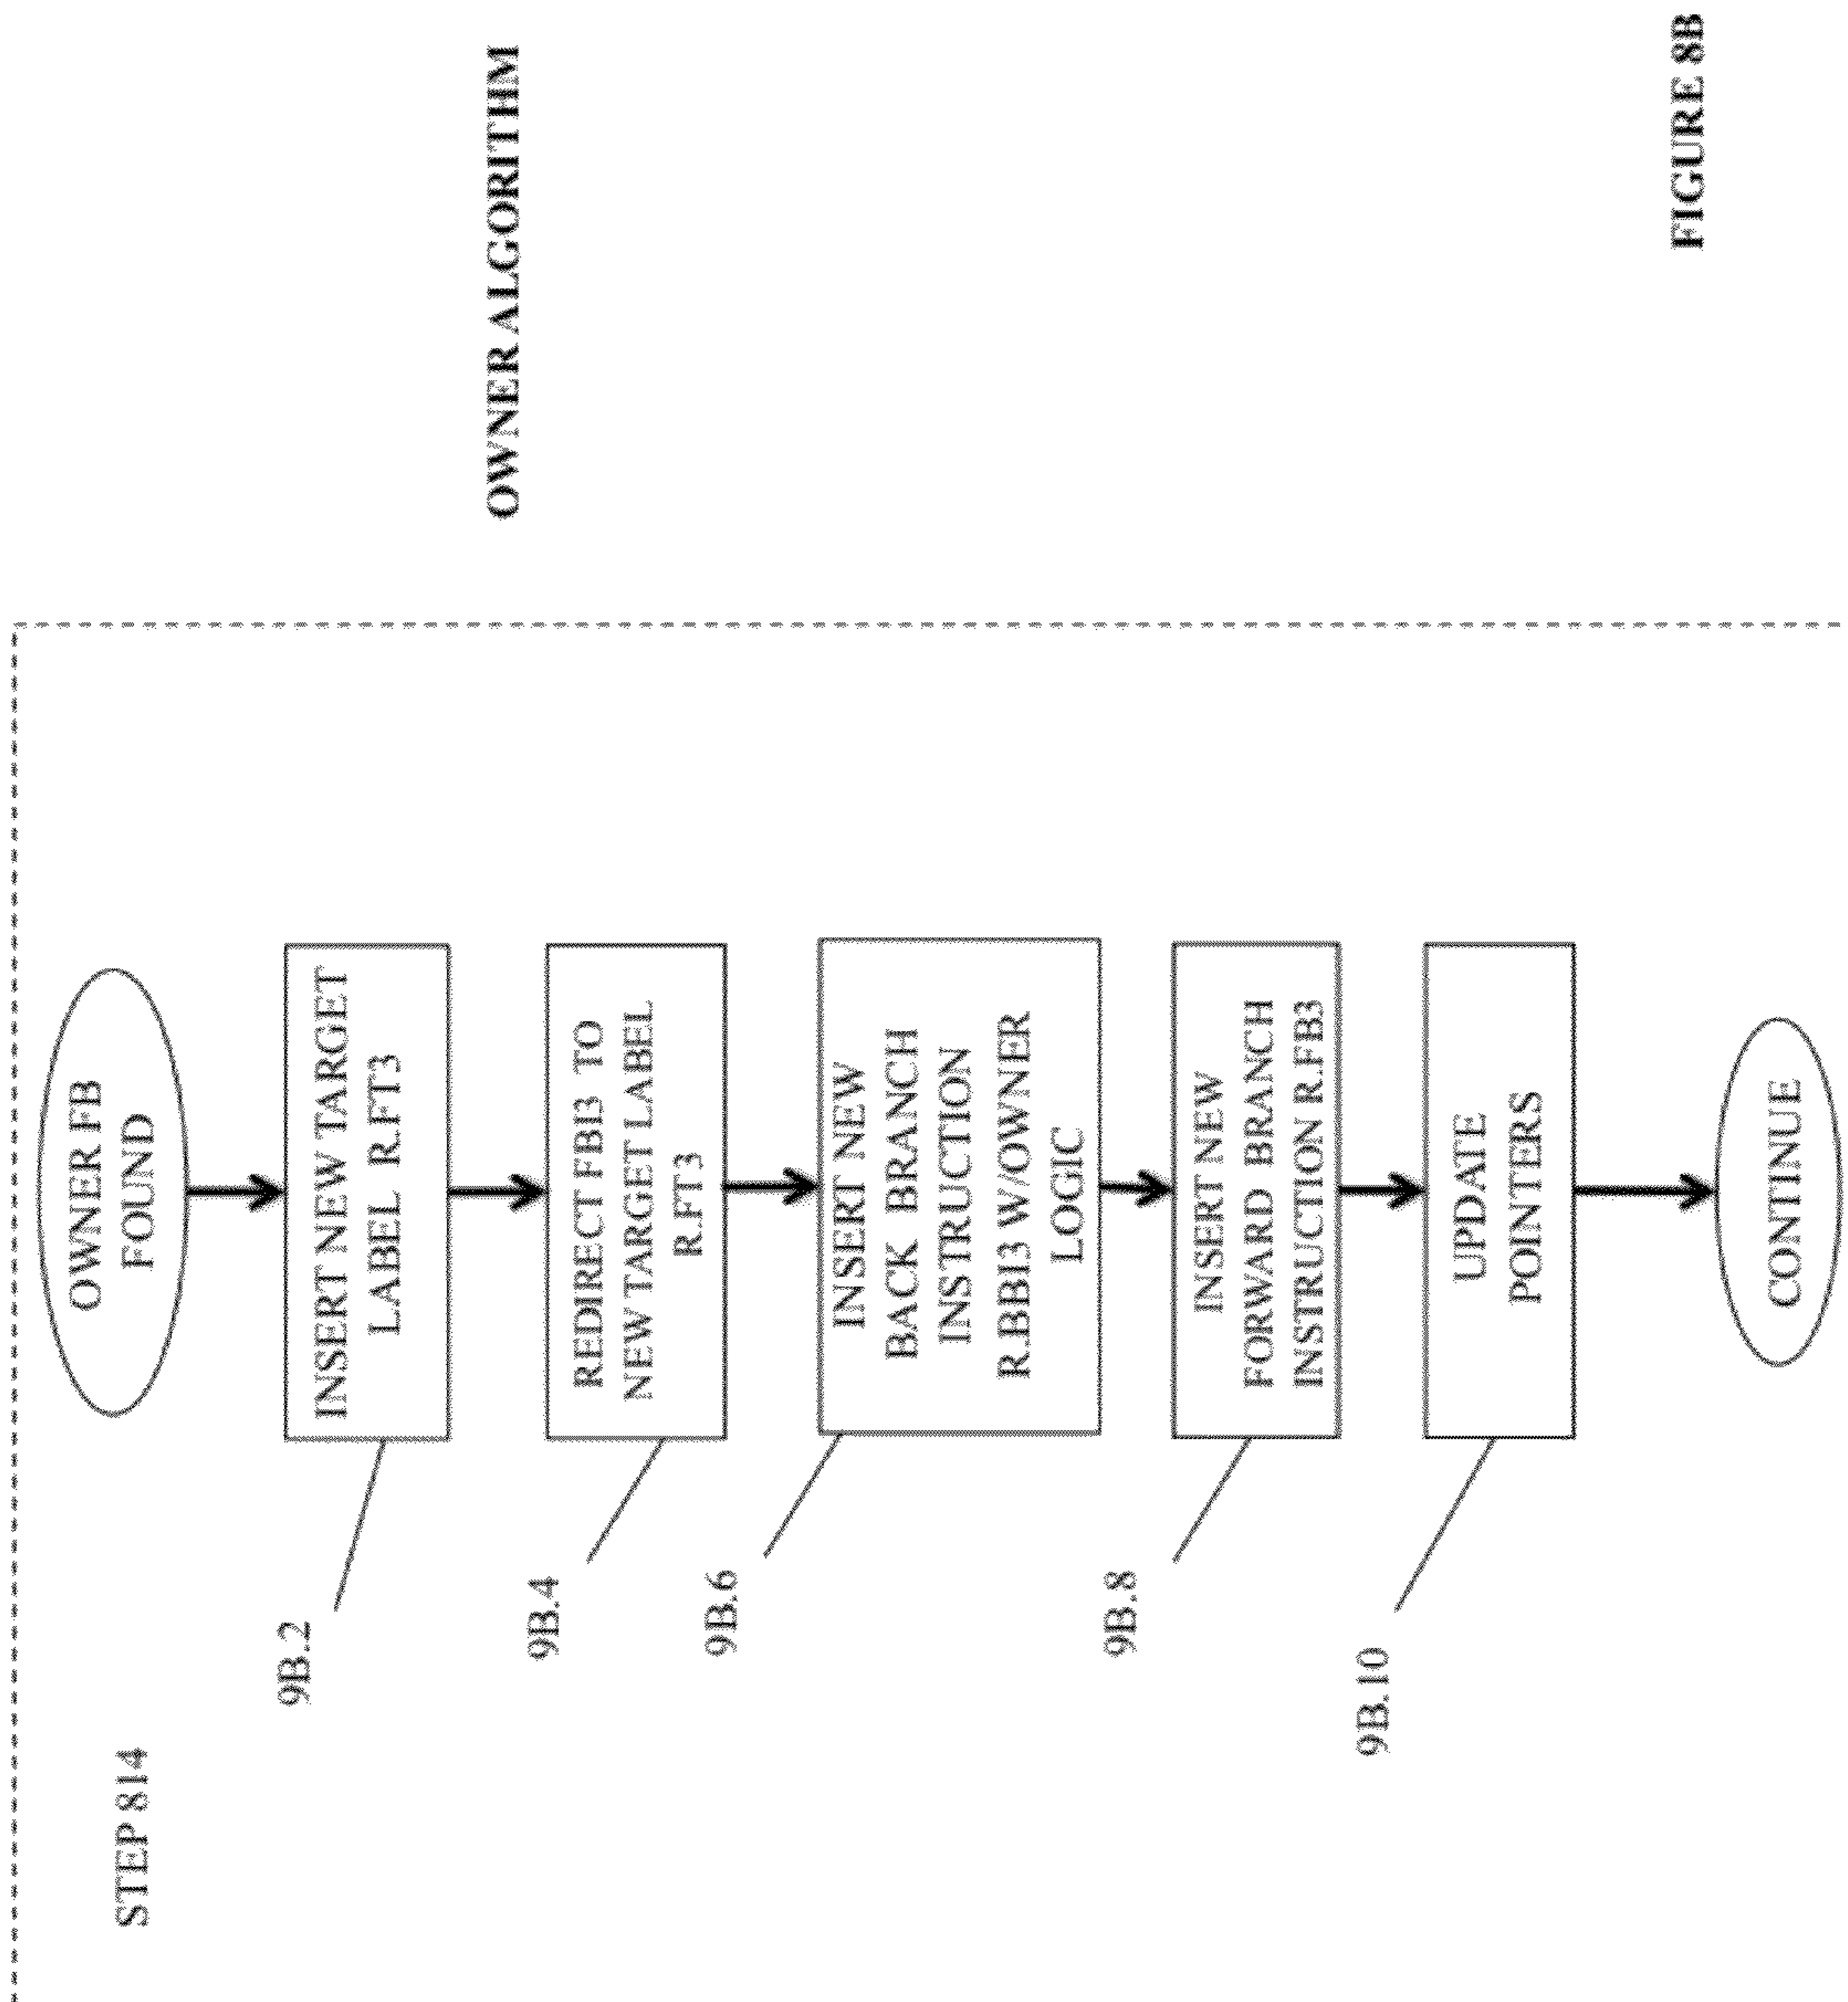 STEP 814
OWNER FB
FOUND
9B.2
INSERT NEW TARGET
LABEL R.FT3
9B.4
REDIRECT FBI3 TO
NEW TARGET LABEL
R.FT3
9B.6
INSERT NEW
BACK BRANCH
INSTRUCTION
R.BBI3 W/OWNER
LOGIC
9B.8
INSERT NEW
FORWARD BRANCH
INSTRUCTION R.FB3
9B.10
UPDATE
POINTERS
CONTINUE
OWNER ALGORITHM
FIGURE 8B